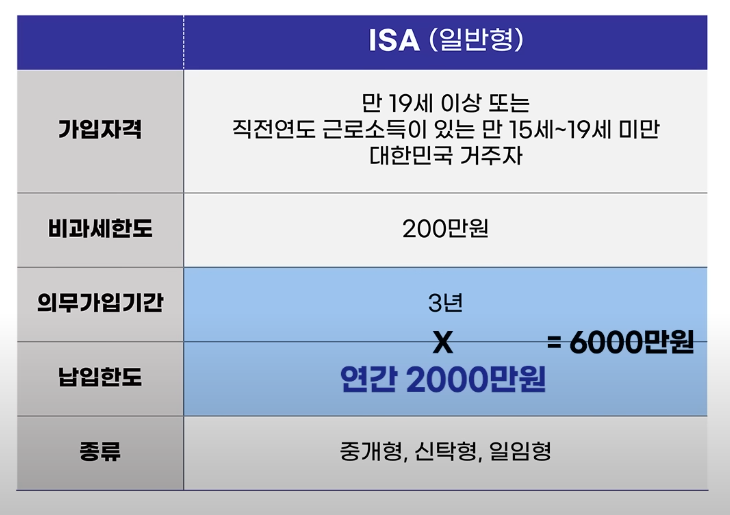 ISA (일반형)
가입자격
만 19세 이상 또는
직전연도 근로소득이 있는 만 15세~19세 미만
대한민국 거주자
비과세한도
200만원
의무가입기간
3년
X
= 6000만원
납입한도
연간 2000만원
종류
중개형, 신탁형, 일임형